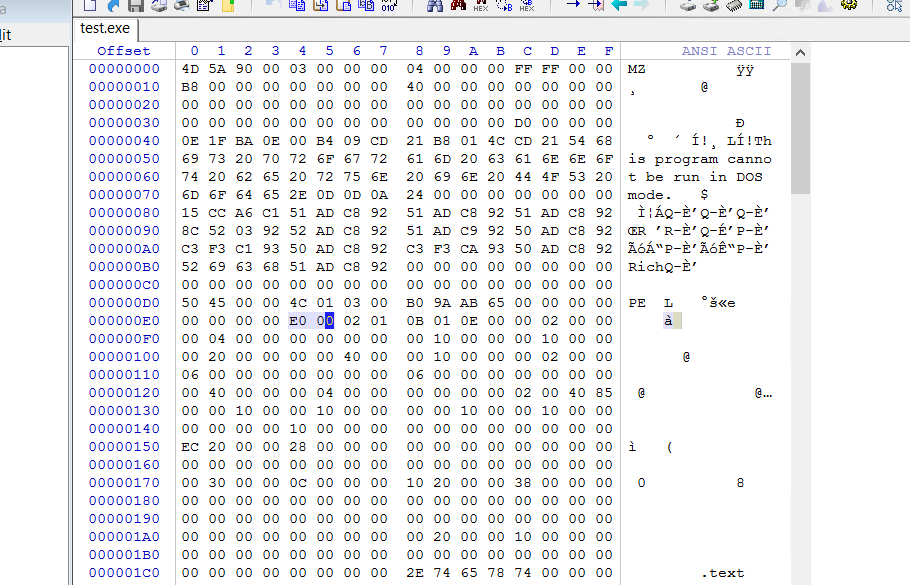 a
lit
test.exe
Offset 0 1 2 3 4 5 6 7 8 9 A B C D E F ANSI ASCII
00000000 4D 5A 90 00 03 00 00 00 04 00 00 00 FF FF 00 00 MZ ÿÿ
00000010 B8 00 00 00 00 00 00 00 40 00 00 00 00 00 00 00 ¸ @
00000020 00 00 00 00 00 00 00 00 00 00 00 00 00 00 00 00
00000030 00 00 00 00 00 00 00 00 00 00 00 00 D0 00 00 00 Ð
00000040 0E 1F BA 0E 00 B4 09 CD 21 B8 01 4C CD 21 54 68 º ´ Í!¸ LÍ!Th
00000050 69 73 20 70 72 6F 67 72 61 6D 20 63 61 6E 6E 6F is program canno
00000060 74 20 62 65 20 72 75 6E 20 69 6E 20 44 4F 53 20 t be run in DOS
00000070 6D 6F 64 65 2E 0D 0D 0A 24 00 00 00 00 00 00 00 mode. $
00000080 15 CC A6 C1 51 AD C8 92 51 AD C8 92 51 AD C8 92 Ì¦ÁQ-È’Q-È’Q-È’
00000090 8C 52 03 92 52 AD C8 92 51 AD C9 92 50 AD C8 92 ŒR ’R-È’Q-É’P-È’
000000A0 C3 F3 C1 93 50 AD C8 92 C3 F3 CA 93 50 AD C8 92 ÃóÁ“P-È’ÃóÊ“P-È’
000000B0 52 69 63 68 51 AD C8 92 00 00 00 00 00 00 00 00 RichQ-È’
000000C0 00 00 00 00 00 00 00 00 00 00 00 00 00 00 00 00
000000D0 50 45 00 00 4C 01 03 00 B0 9A AB 65 00 00 00 00 PE L °š«e
000000E0 00 00 00 00 E0 00 02 01 0B 01 0E 00 00 02 00 00 à
000000F0 00 04 00 00 00 00 00 00 00 10 00 00 00 10 00 00
00000100 00 20 00 00 00 00 40 00 00 10 00 00 00 02 00 00 @
00000110 06 00 00 00 00 00 00 00 06 00 00 00 00 00 00 00
00000120 00 40 00 00 00 04 00 00 00 00 00 00 02 00 40 85 @ @…
00000130 00 00 10 00 00 10 00 00 00 00 10 00 00 10 00 00
00000140 00 00 00 00 10 00 00 00 00 00 00 00 00 00 00 00
00000150 EC 20 00 00 28 00 00 00 00 00 00 00 00 00 00 00 ì (
00000160 00 00 00 00 00 00 00 00 00 00 00 00 00 00 00 00
00000170 00 30 00 00 0C 00 00 00 10 20 00 00 38 00 00 00 0 8
00000180 00 00 00 00 00 00 00 00 00 00 00 00 00 00 00 00
00000190 00 00 00 00 00 00 00 00 00 00 00 00 00 00 00 00
000001A0 00 00 00 00 00 00 00 00 00 20 00 00 10 00 00 00
000001B0 00 00 00 00 00 00 00 00 00 00 00 00 00 00 00 00
000001C0 00 00 00 00 00 00 00 00 2E 74 65 78 74 00 00 00 .text